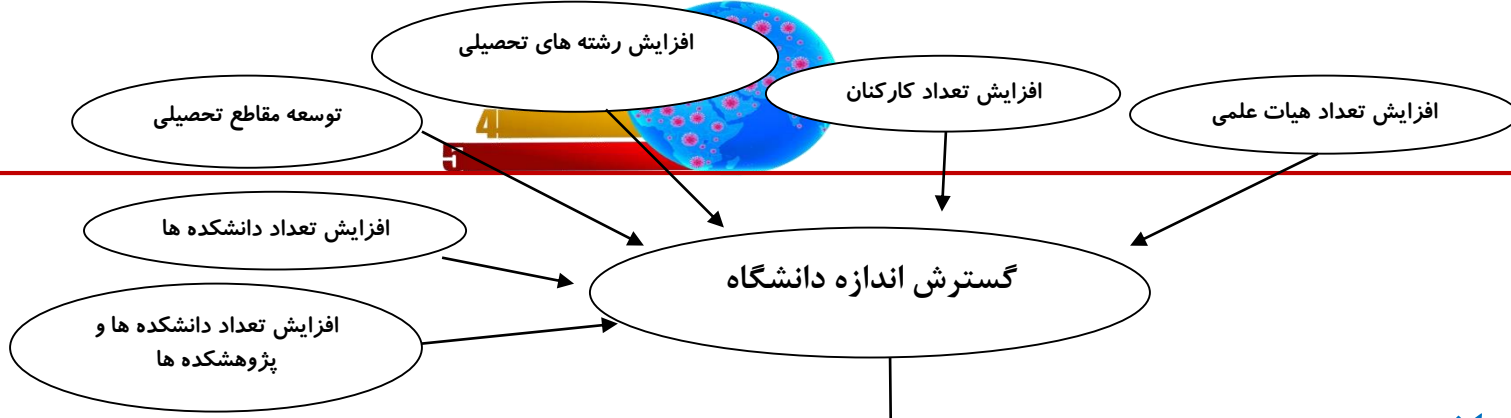 افزایش رشته های تحصیلی
افزایش تعداد کارکنان
افزایش تعداد هیات علمی
توسعه مقاطع تحصیلی
4
افزایش تعداد دانشکده ها
گسترش اندازه دانشگاه
افزایش تعداد دانشکده ها و
پژوهشکده ها